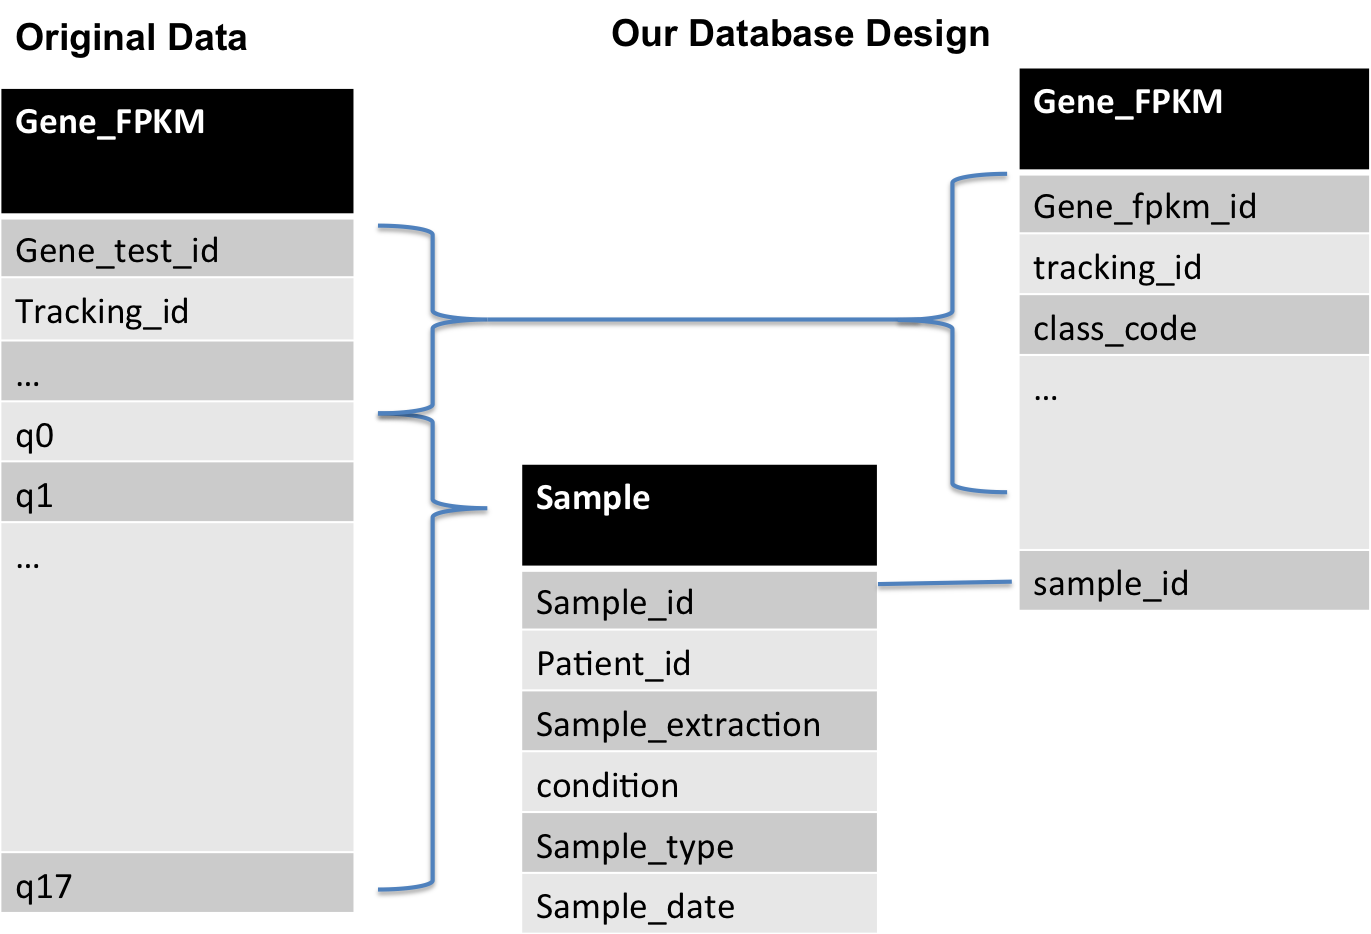 Original Data
Our Database Design
Gene_FPKM
Gene_test_id
Tracking_id
...
q0
q1
...
q17
Sample
Sample_id
Patient_id
Sample_extraction
condition
Sample_type
Sample_date
Gene_FPKM
Gene_fpkm_id
tracking_id
class_code
...
sample_id